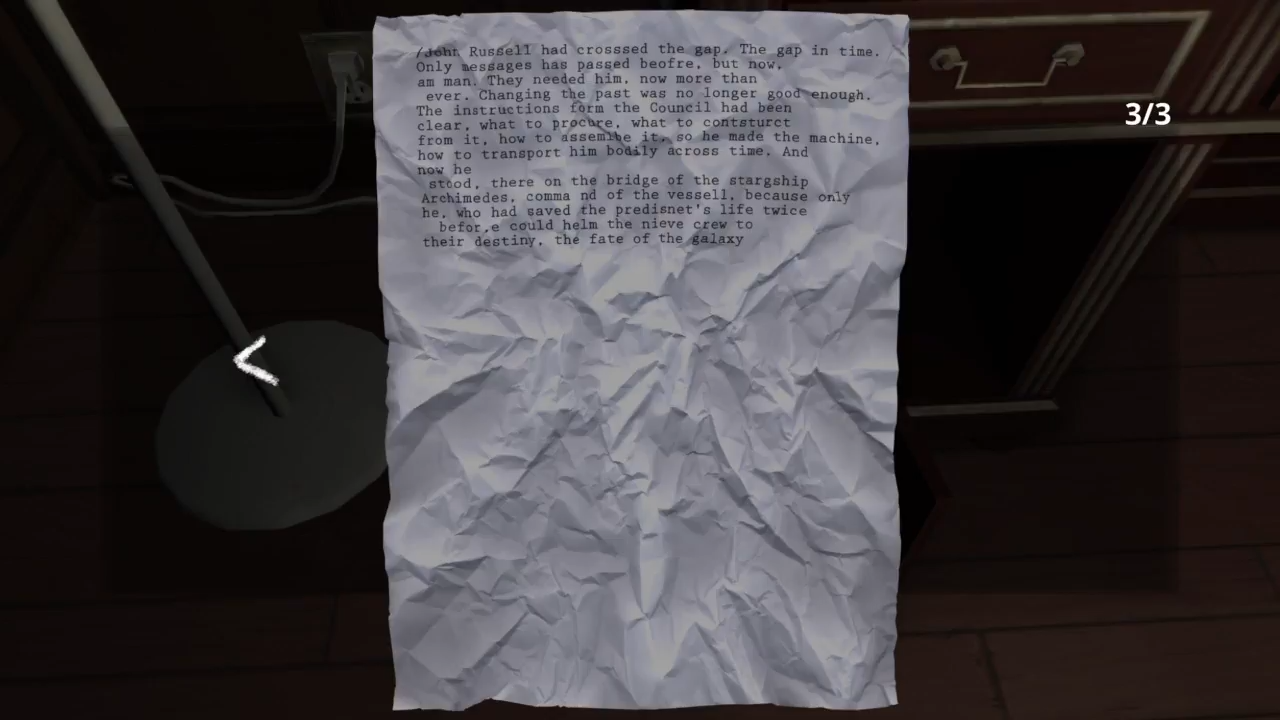 /John Russell had crosssed the gap. The gap in time.
Only messages has passed beofre, but now,
am man. They needed him, now more than
ever. Changing the past was no longer good enough.
The instructions form the Council had been
clear, what to procure, what to contsturct
from it, how to assemlbe it, so he made the machine,
how to transport him bodily across time. And
now he
stood, there on the bridge of the stargship
Archimedes, comma nd of the vessell, because only
he, who had saved the predisnet's life twice
befor,e could helm the nieve crew to
their destiny, the fate of the galaxy
3/3